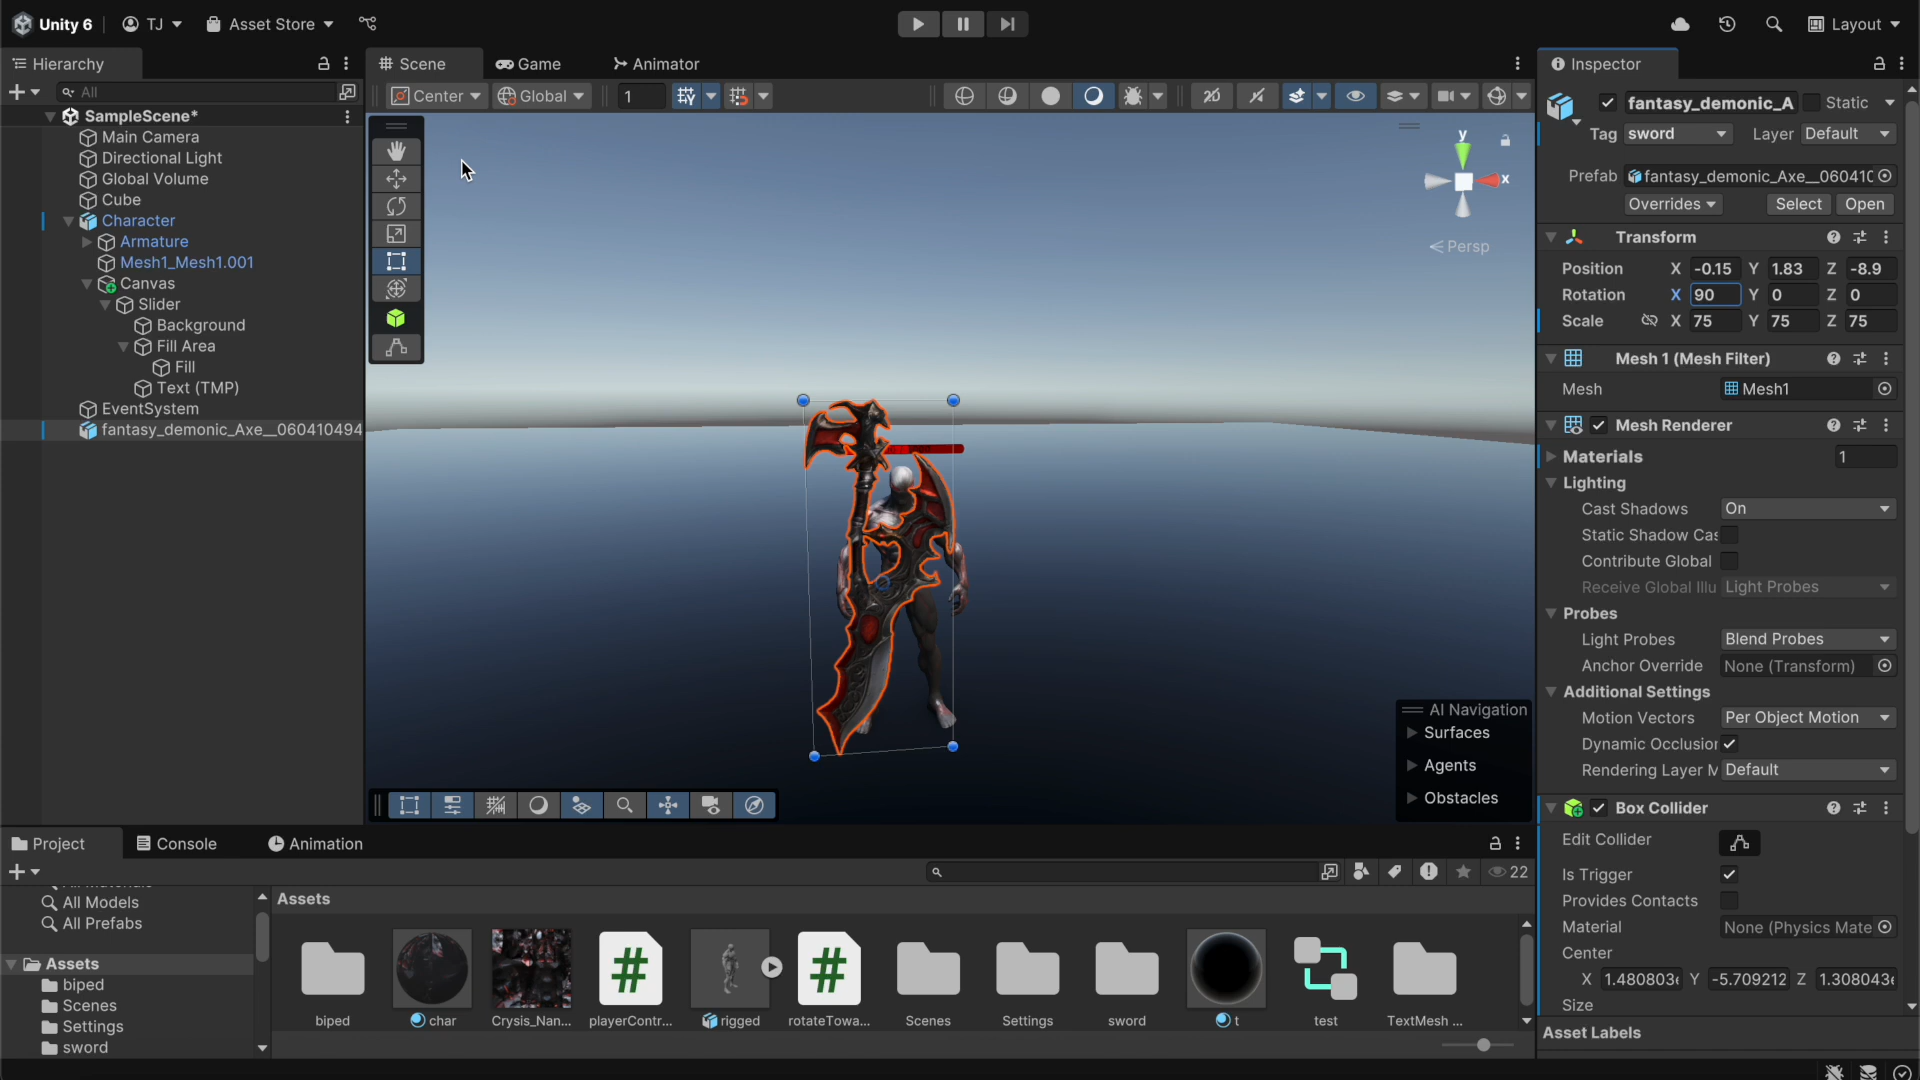 Unity 6 TJ Asset Store Layout
Hierarchy
All
SampleScene*
Main Camera
Directional Light
Global Volume
Cube
Character
Armature
Mesh1_Mesh1.001
Canvas
Slider
Background
Fill Area
Fill
Text (TMP)
EventSystem
fantasy_demonic_Axe__060410494
Scene Game Animator
Center Global 1 2D
y
x
Persp
AI Navigation
Surfaces
Agents
Obstacles
Inspector
fantasy_demonic_A Static
Tag sword Layer Default
Prefab fantasy_demonic_Axe__06041
Overrides Select Open
Transform
Position X -0.15 Y 1.83 Z -8.9
Rotation X 90 Y 0 Z 0
Scale X 75 Y 75 Z 75
Mesh 1 (Mesh Filter)
Mesh Mesh1
Mesh Renderer
Materials 1
Lighting
Cast Shadows On
Static Shadow Cas
Contribute Global
Receive Global Illu Light Probes
Probes
Light Probes Blend Probes
Anchor Override None (Transform)
Additional Settings
Motion Vectors Per Object Motion
Dynamic Occlusion
Rendering Layer M Default
Box Collider
Edit Collider
Is Trigger
Provides Contacts
Material None (Physics Mate
Center
X 1.480803e Y -5.709212 Z 1.308043e
Size
Asset Labels
Project Console Animation
22
All Models
All Prefabs
Assets
biped
Scenes
Settings
sword
Assets
biped char Crysis_Nan... playerContr... rigged rotateTowa... Scenes Settings sword t test TextMesh ...